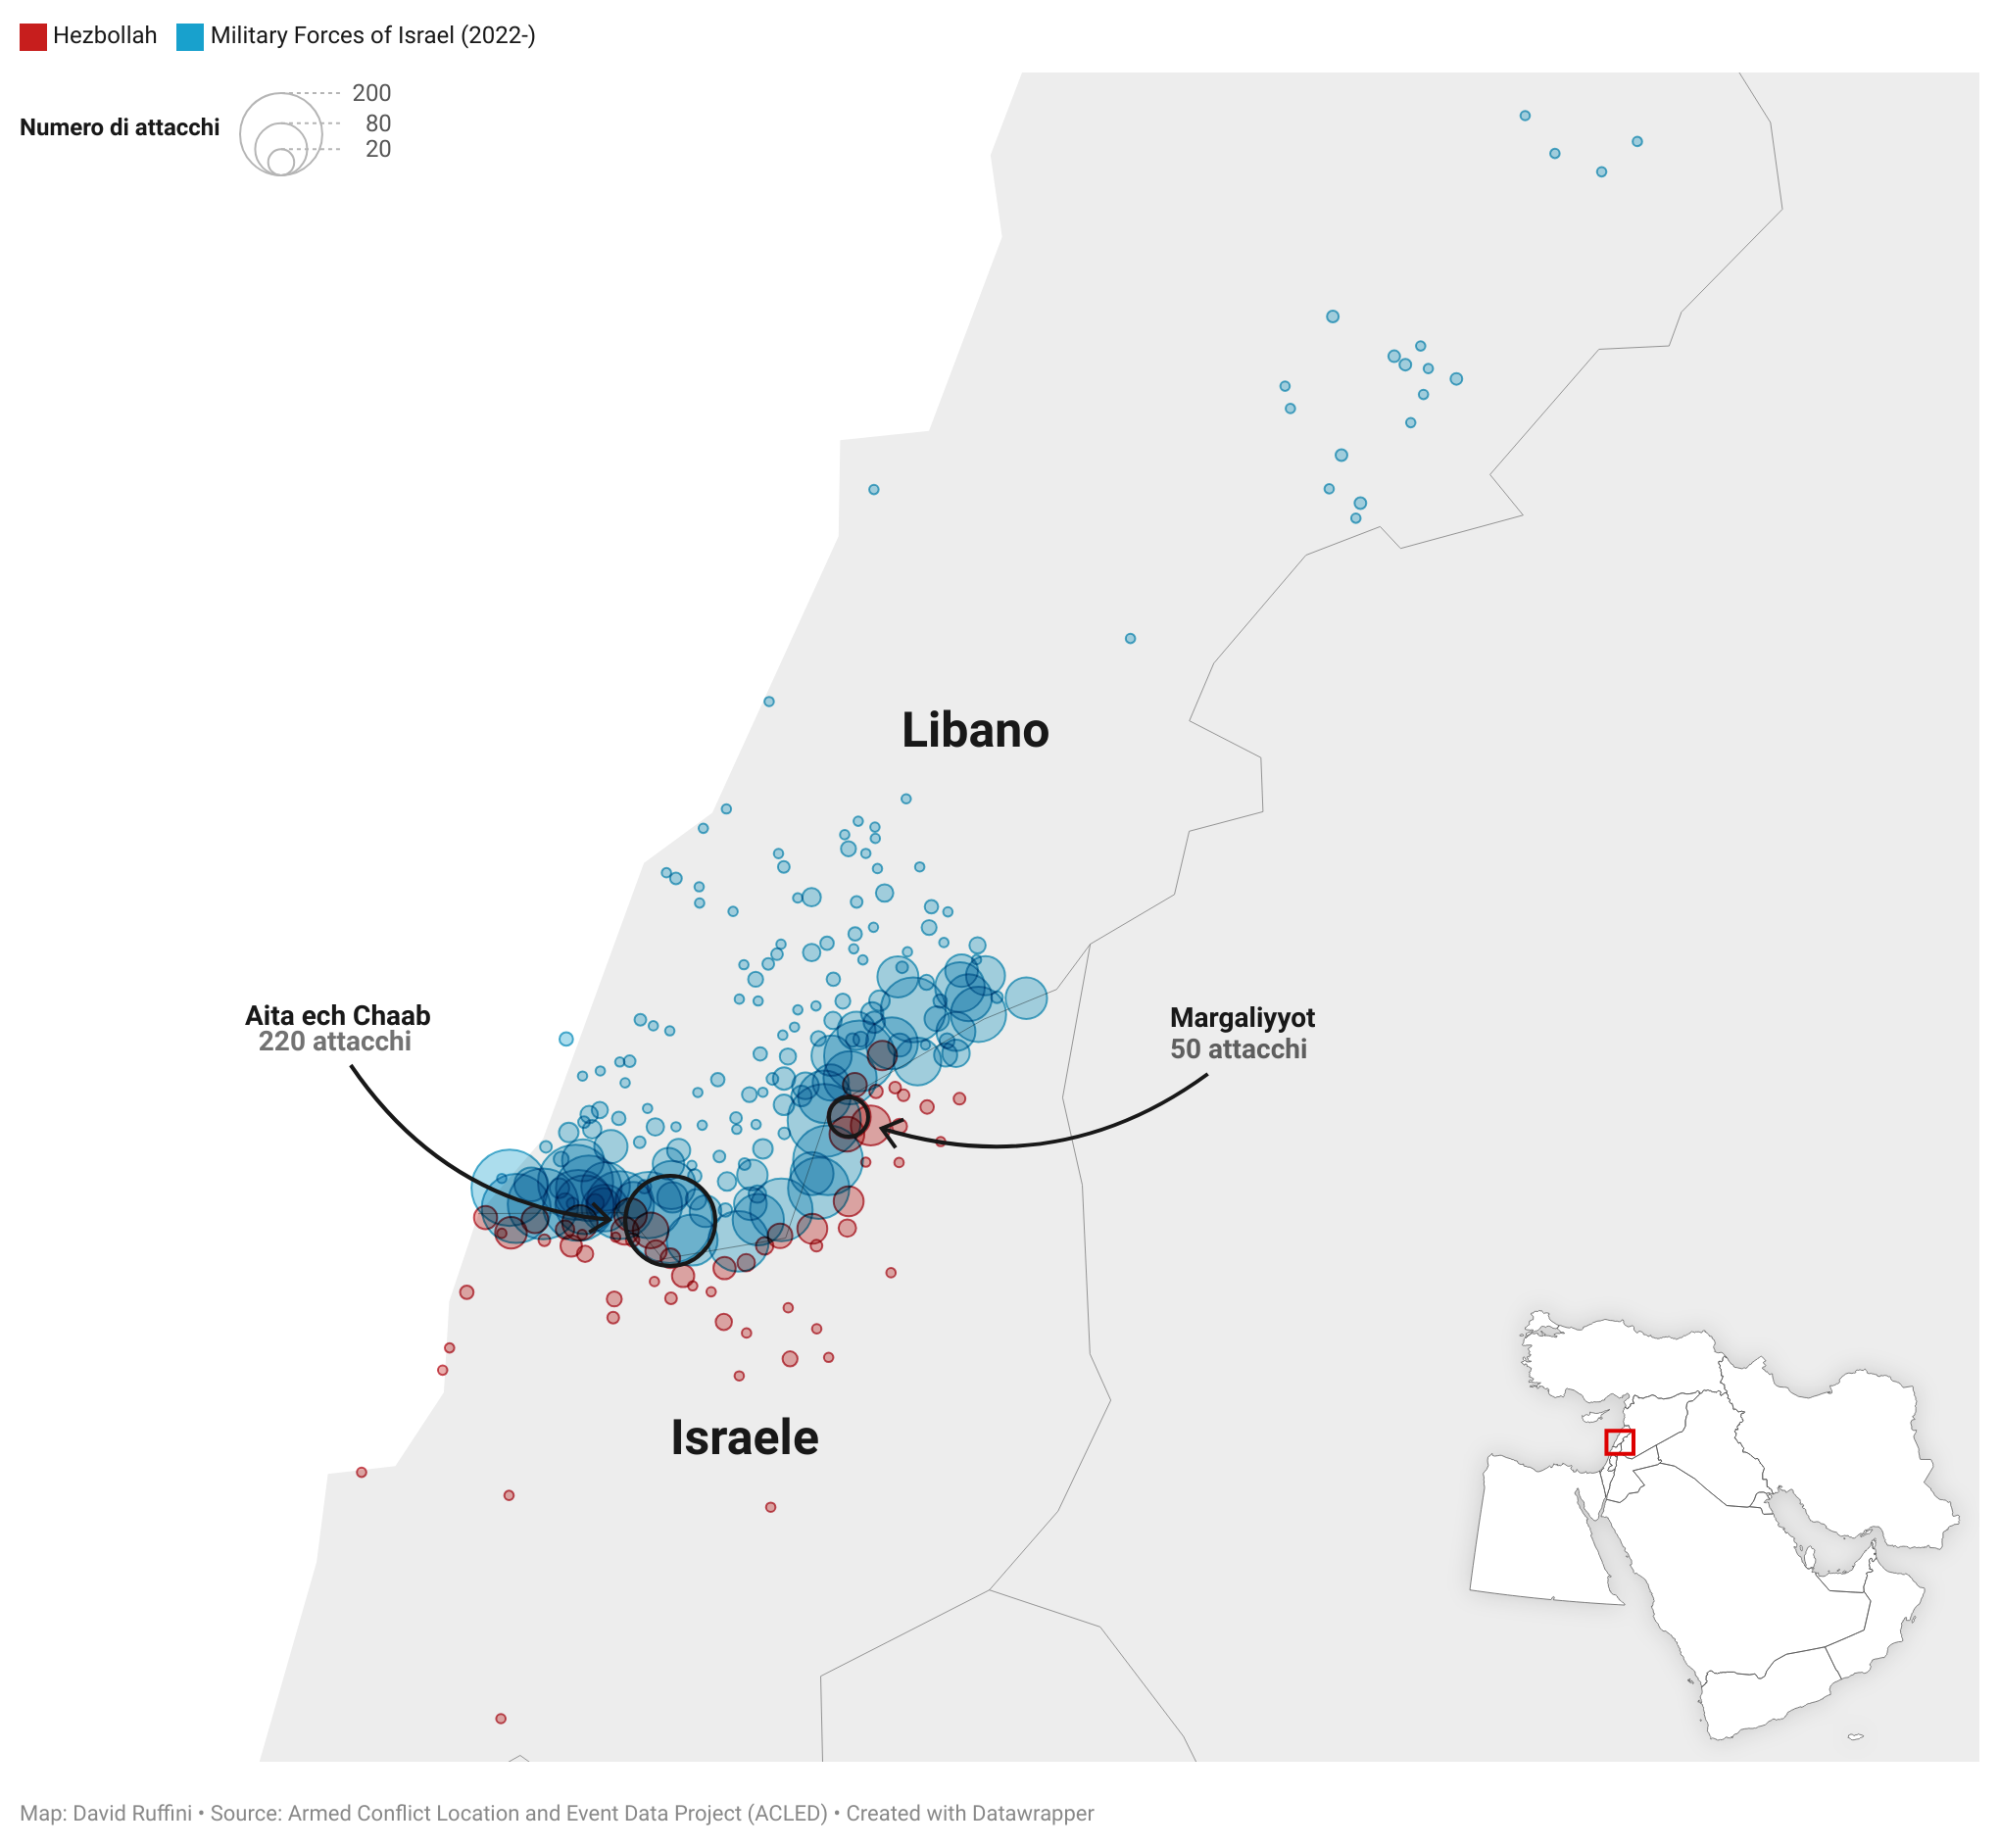 Hezbollah Military Forces of Israel (2022-)
Numero di attacchi
200
80
20
Libano
Aita ech Chaab
220 attacchi
Margaliyyot
50 attacchi
Israele
Map: David Ruffini • Source: Armed Conflict Location and Event Data Project (ACLED) • Created with Datawrapper